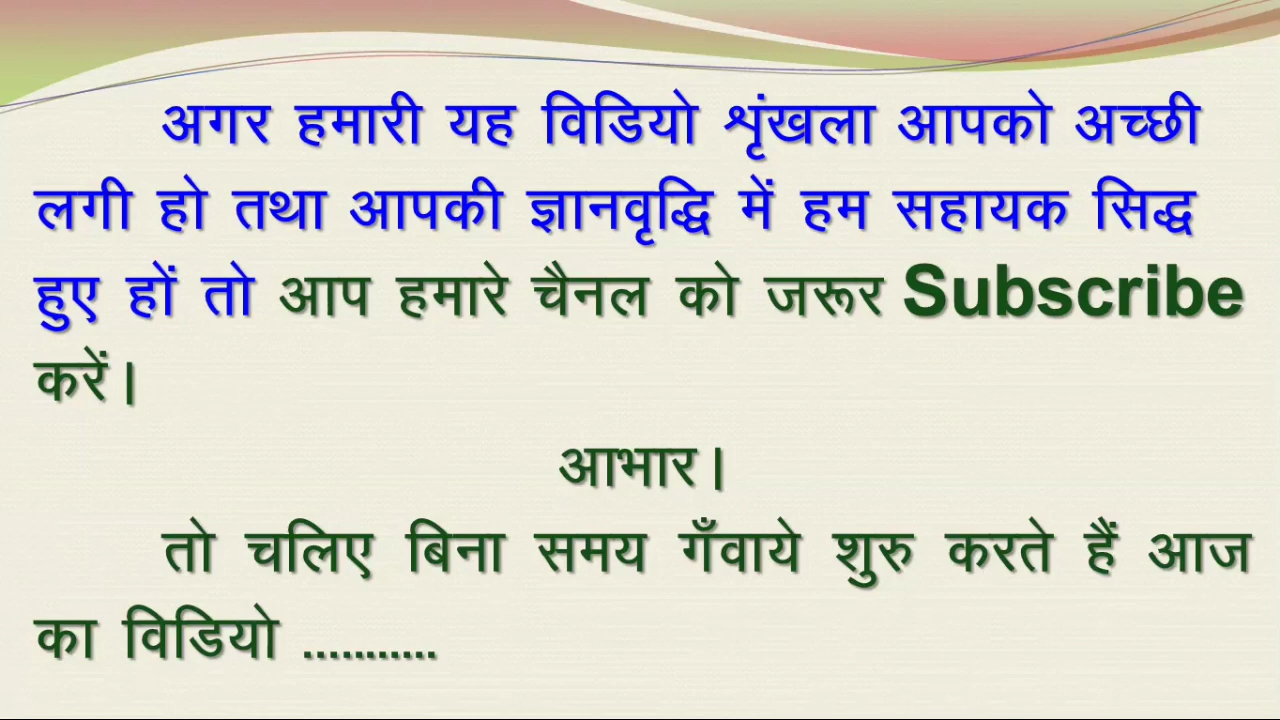 अगर हमारी यह विडियो शृंखला आपको अच्छी
लगी हो तथा आपकी ज्ञानवृद्धि में हम सहायक सिद्ध
हुए हों तो आप हमारे चैनल को जरूर Subscribe
करें।
आभार।
तो चलिए बिना समय गँवाये शुरु करते हैं आज
का विडियो ...........